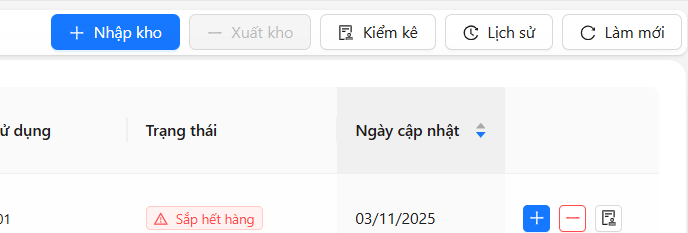 Nhập kho Xuất kho Kiểm kê Lịch sử Làm mới
dụng Trạng thái Ngày cập nhật
01 Sắp hết hàng 03/11/2025